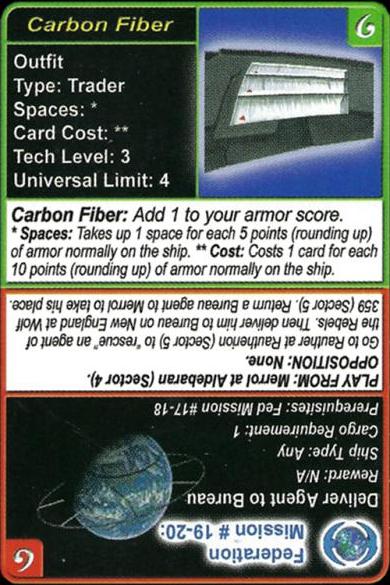 Carbon Fiber
6
Outfit
Type: Trader
Spaces: *
Card Cost: **
Tech Level: 3
Universal Limit: 4
Carbon Fiber: Add 1 to your armor score.
* Spaces: Takes up 1 space for each 5 points (rounding up)
of armor normally on the ship. ** Cost: Costs 1 card for each
10 points (rounding up) of armor normally on the ship.
Federation
Mission # 19-20:
6
Deliver Agent to Bureau
Reward: N/A
Ship Type: Any
Cargo Requirement: 1
Prerequisites: Fed Mission #17-18
PLAY FROM: Merrol at Aldebaran (Sector 4).
OPPOSITION: None.
Go to Rauther at Rautherion (Sector 5) to "rescue" an agent of
the Rebels. Then deliver him to Bureau on New England at Wolf
359 (Sector 5). Return a Bureau agent to Merrol to take his place.